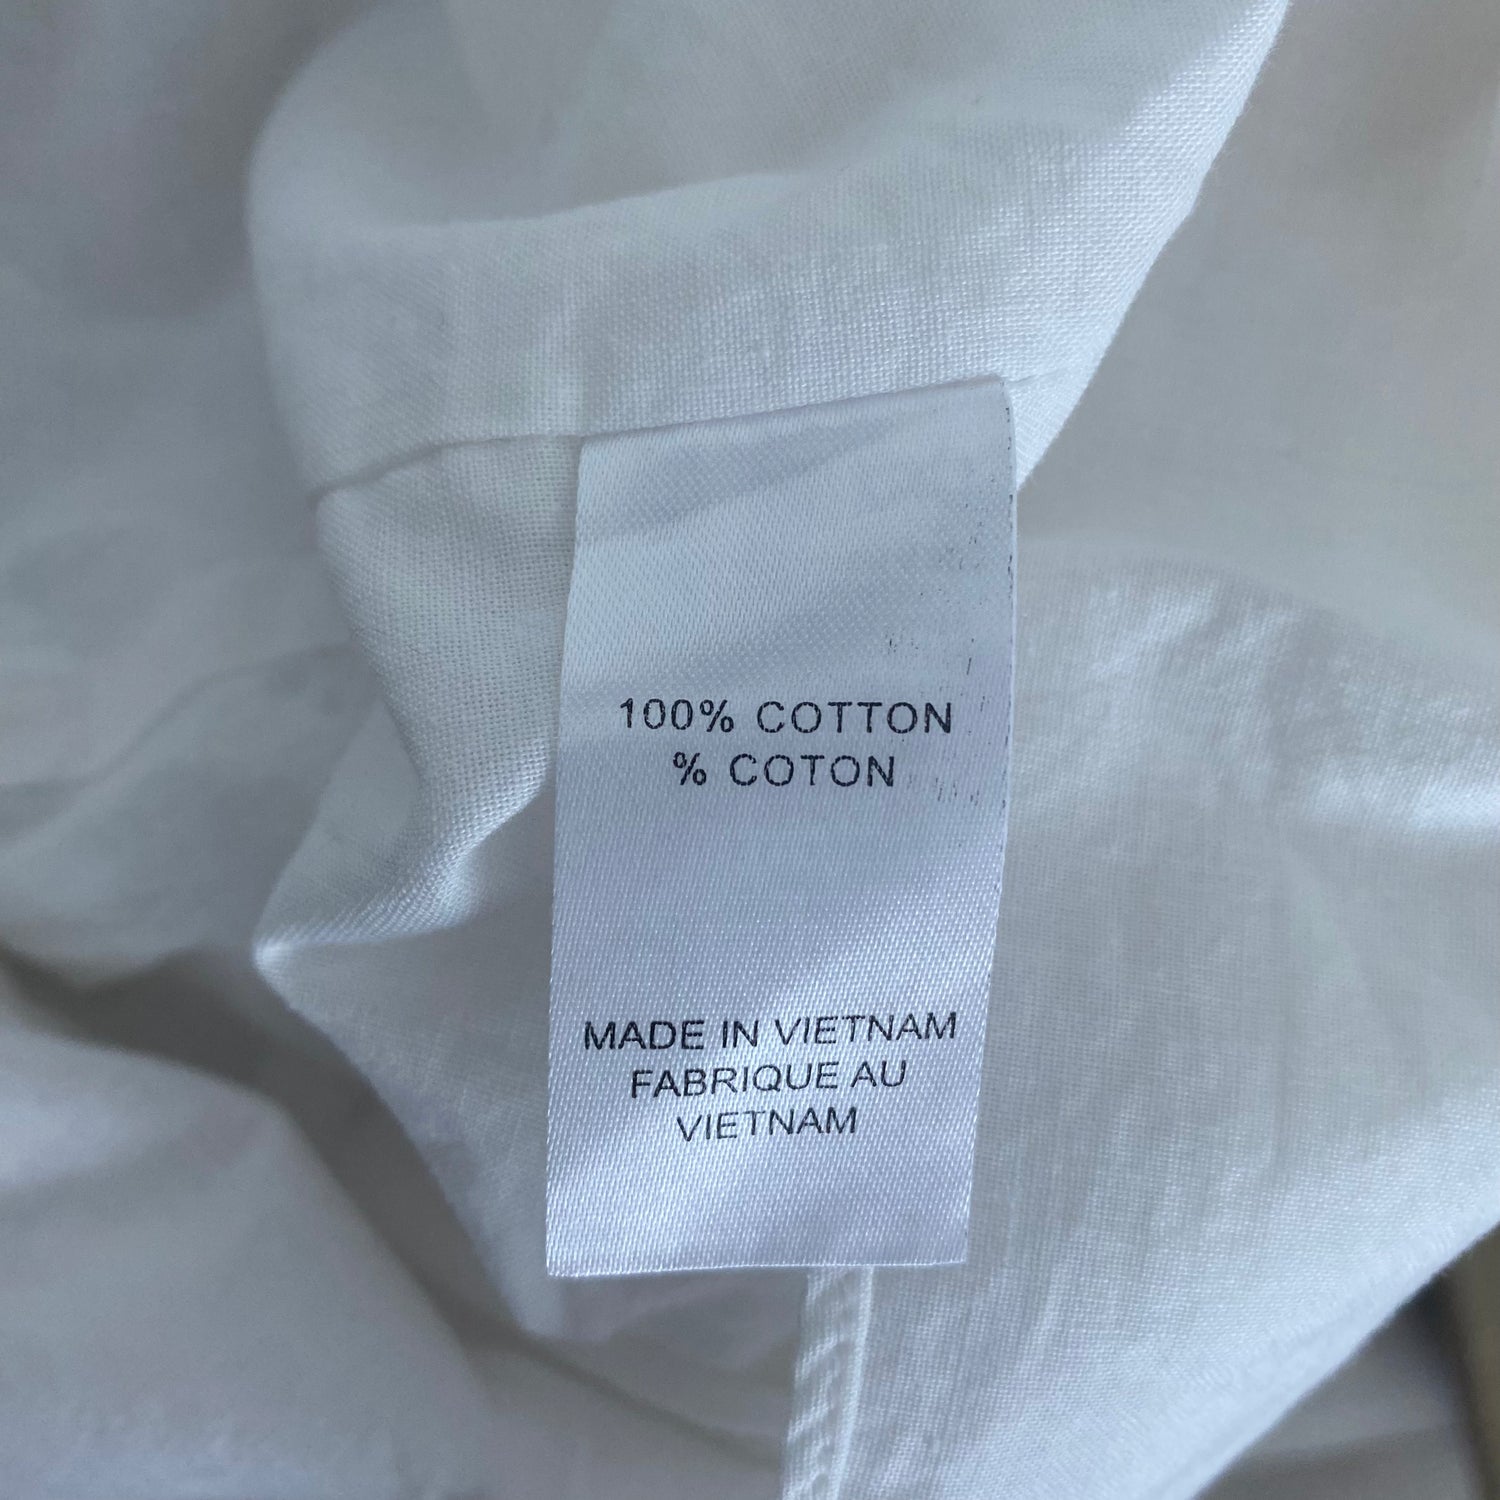 100% COTTON
% COTON
MADE IN VIETNAM
FABRIQUE AU
VIETNAM